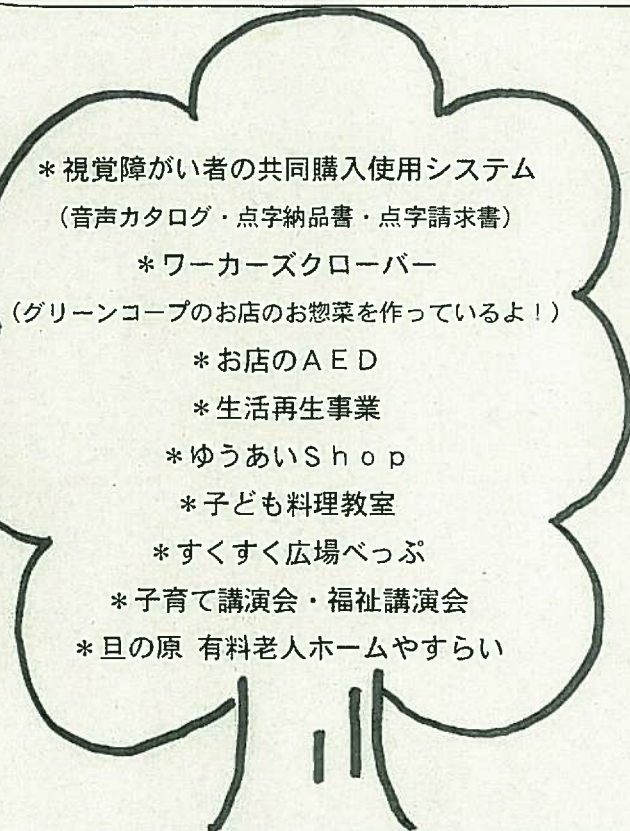 ＊視覚障がい者の共同購入使用システム
（音声カタログ・点字納品書・点字請求書）
＊ワーカーズクローバー
（グリーンコープのお店のお惣菜を作っているよ！）
＊お店のＡＥＤ
＊生活再生事業
＊ゆうあいＳｈｏｐ
＊子ども料理教室
＊すくすく広場べっぷ
＊子育て講演会・福祉講演会
＊旦の原 有料老人ホームやすらい